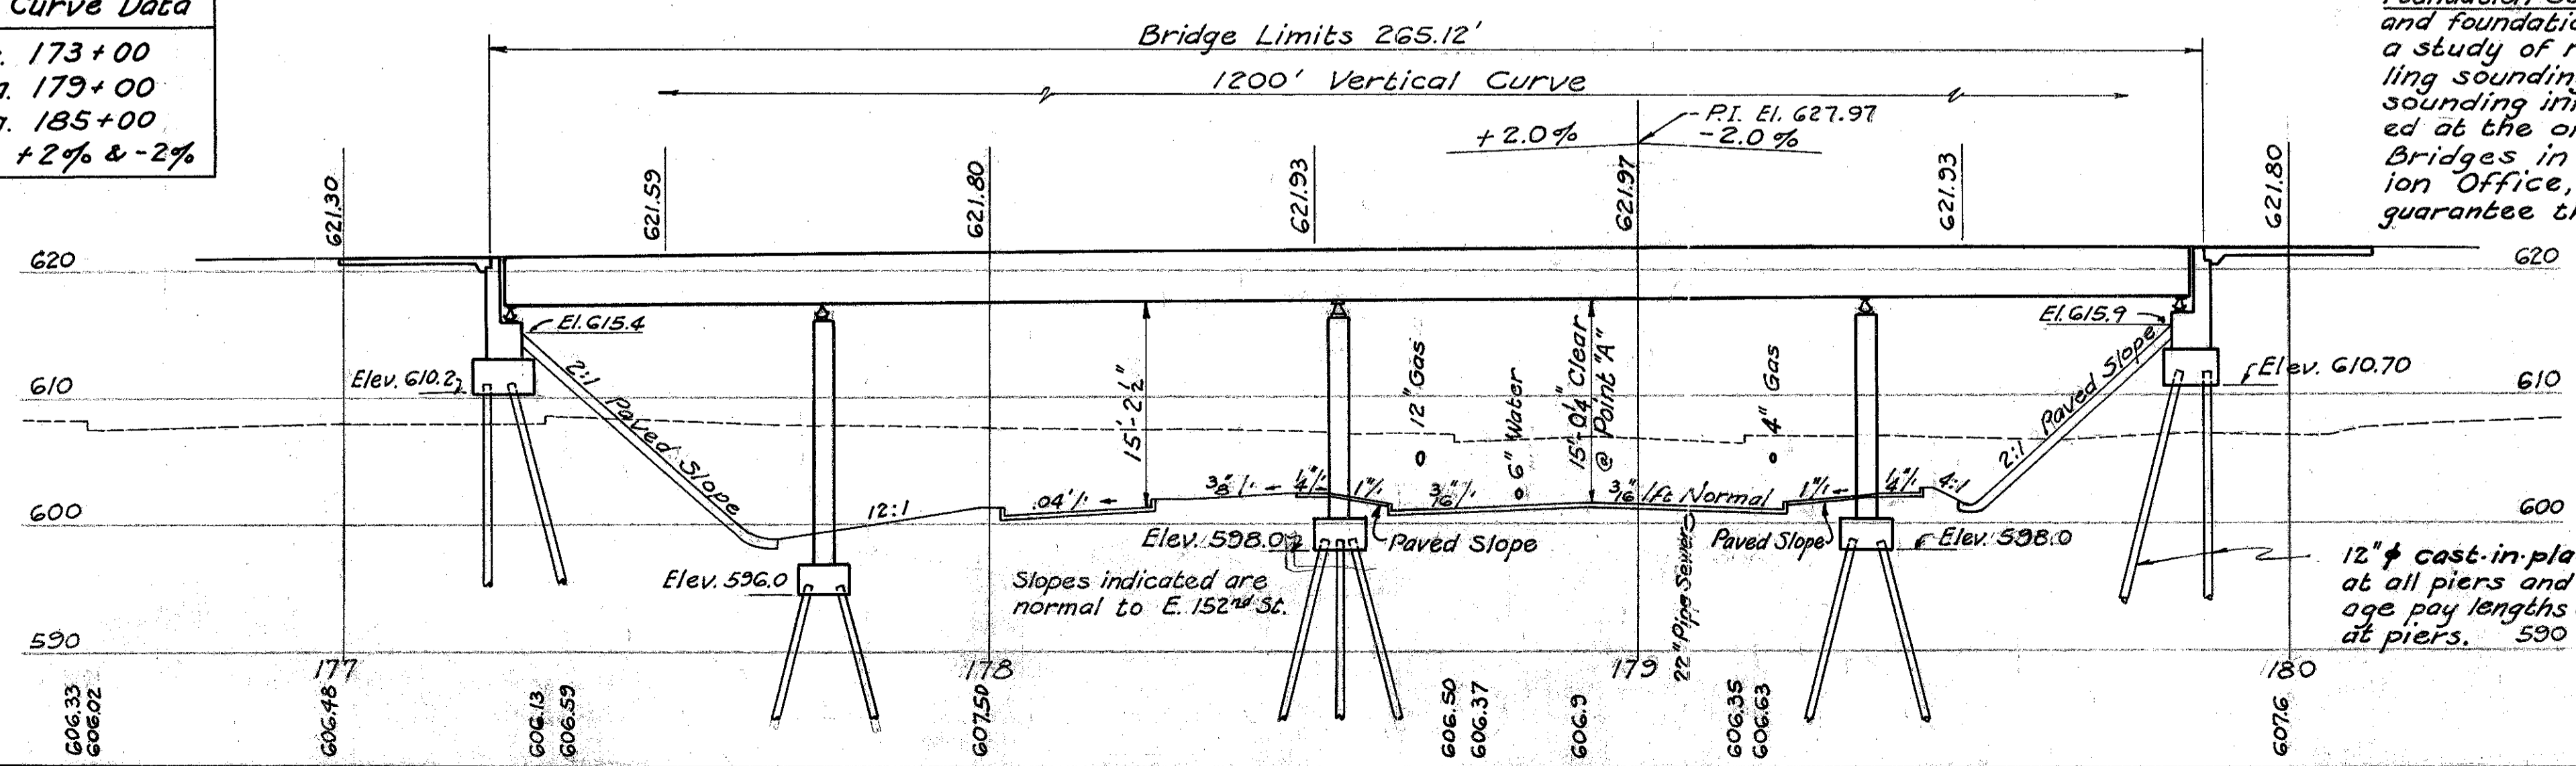 Curve Data
173+00
179+00
185+00
+2% & -2%
Bridge Limits 265.12'
1200' Vertical Curve
P.I. El. 627.97
+2.0%
-2.0%
and foundation
a study of
ling sounding
sounding
ed at the
Bridges in
ion Office,
guarantee
621.30
621.59
621.80
621.93
621.97
621.93
621.80
620
620
El. 615.4
El. 615.9
Elev. 610.2
Elev. 610.70
610
610
2:1
Paved Slope
15'-2½"
12" Gas
6" Water
15'-0¼" Clear
@ Point "A"
4" Gas
2:1 Paved Slope
12:1
.04'/'
3/8"/'
1/4"/'
1"/'
3/16"/'
3/16"/ft Normal
1"/'
1/4"/'
4:1
600
600
Elev. 598.0
Paved Slope
Paved Slope
Elev. 598.0
Elev. 596.0
Slopes indicated are
normal to E. 152nd St.
22" Pipe Sewer
12"ϕ cast-in-pla
at all piers and
age pay lengths
at piers.
590
590
177
178
179
180
606.33
606.02
606.48
606.13
606.59
607.50
606.50
606.37
606.9
606.35
606.63
607.6